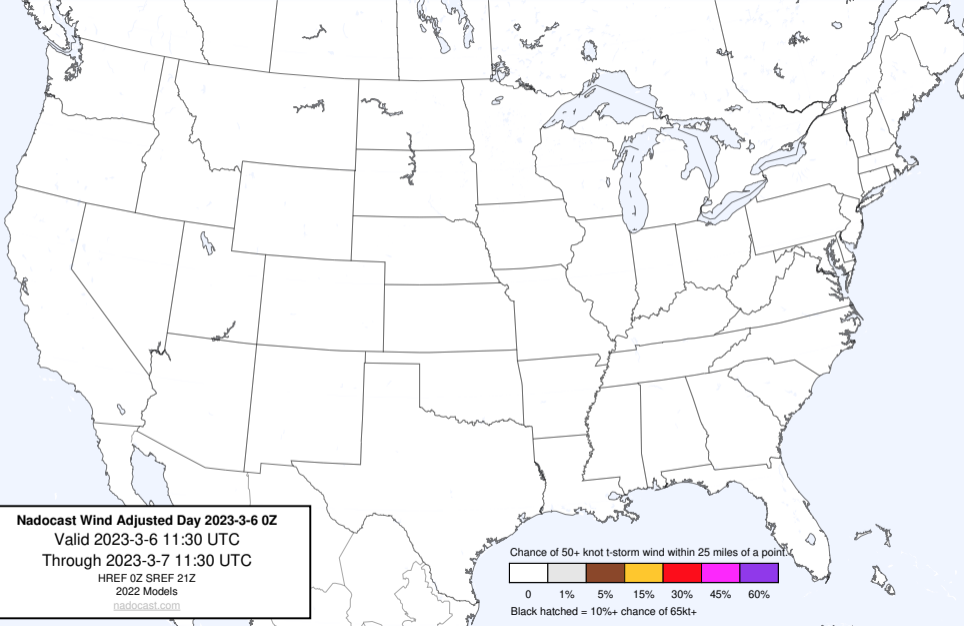 Nadocast Wind Adjusted Day 2023-3-6 0Z
Valid 2023-3-6 11:30 UTC
Through 2023-3-7 11:30 UTC
HREF 0Z SREF 21Z
2022 Models
nadocast.com
Chance of 50+ knot t-storm wind within 25 miles of a point.
0 1% 5% 15% 30% 45% 60%
Black hatched = 10%+ chance of 65kt+